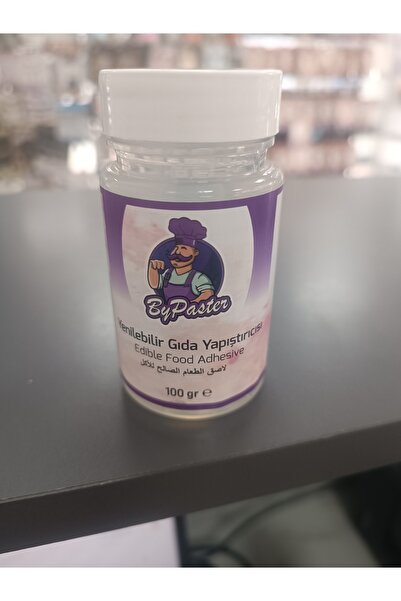 ByPaster
Yenilebilir Gıda Yapıştırıcısı
Edible Food Adhesive
لاصق الطعام الصالح للأكل
100 gr ℮